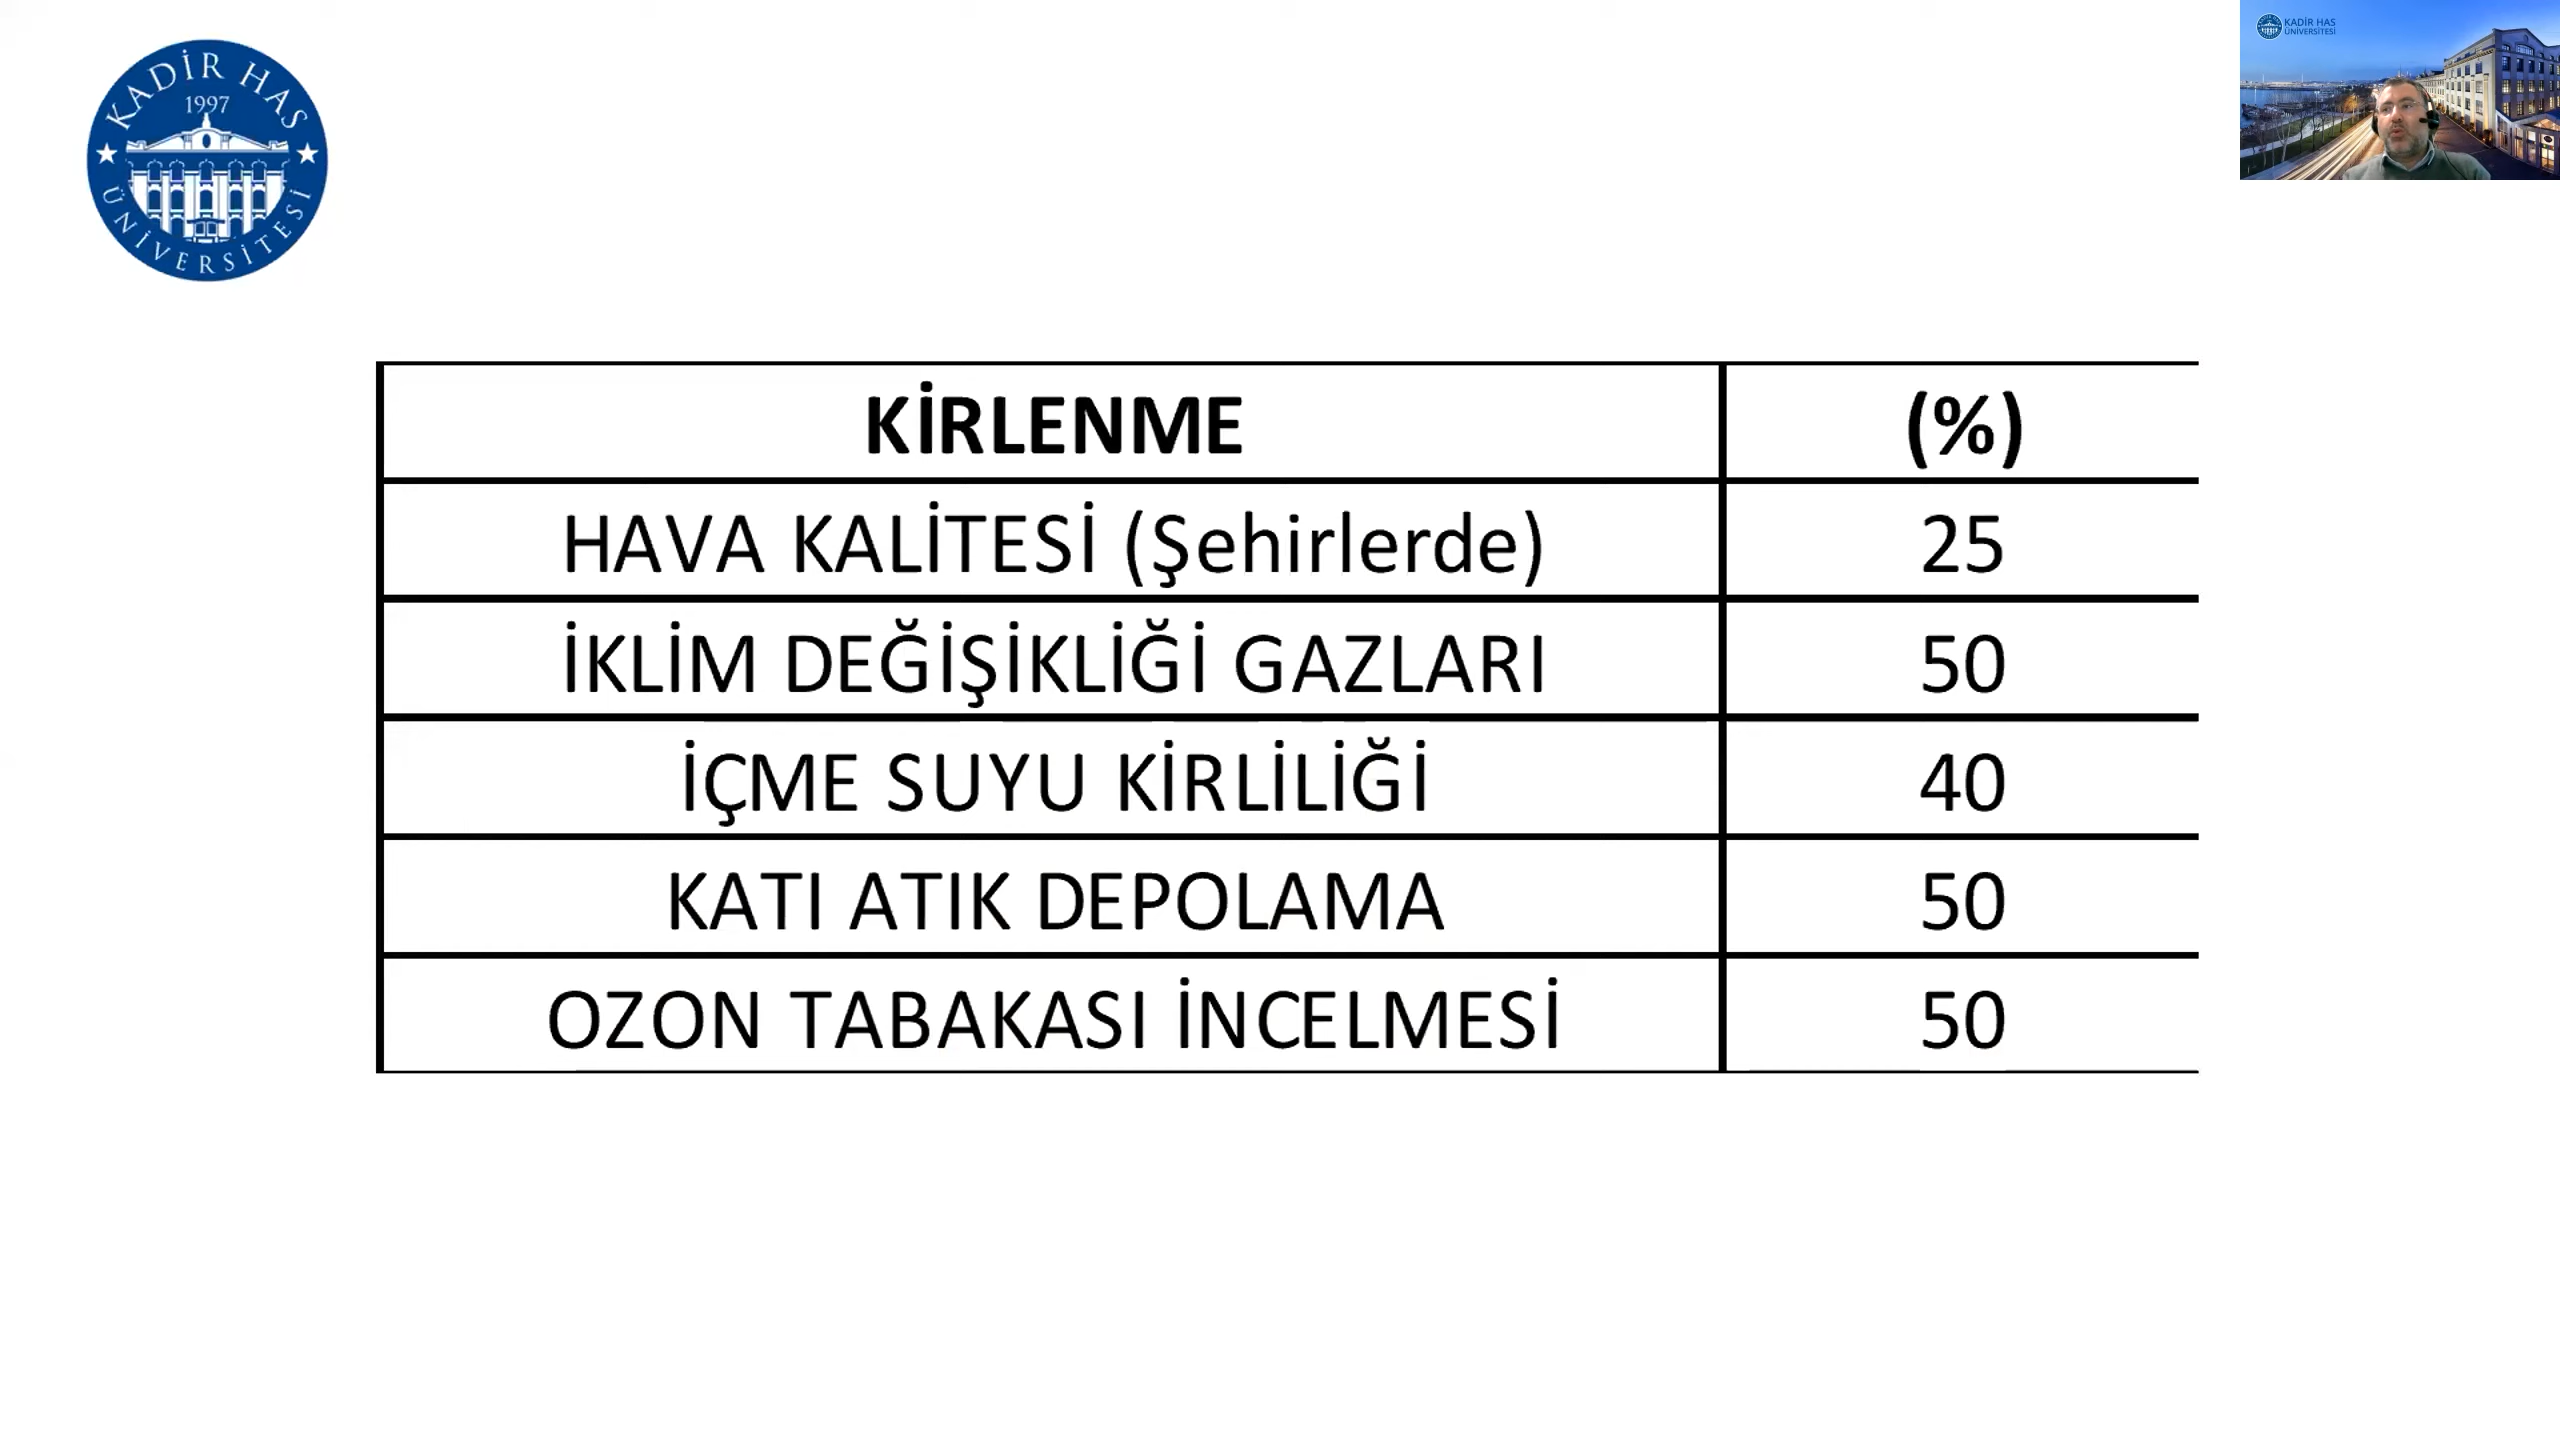 KADİR HAS
1997
ÜNİVERSİTESİ
KADİR HAS
ÜNİVERSİTESİ
KİRLENME (%)
HAVA KALİTESİ (Şehirlerde) 25
İKLİM DEĞİŞİKLİĞİ GAZLARI 50
İÇME SUYU KİRLİLİĞİ 40
KATI ATIK DEPOLAMA 50
OZON TABAKASI İNCELMESİ 50